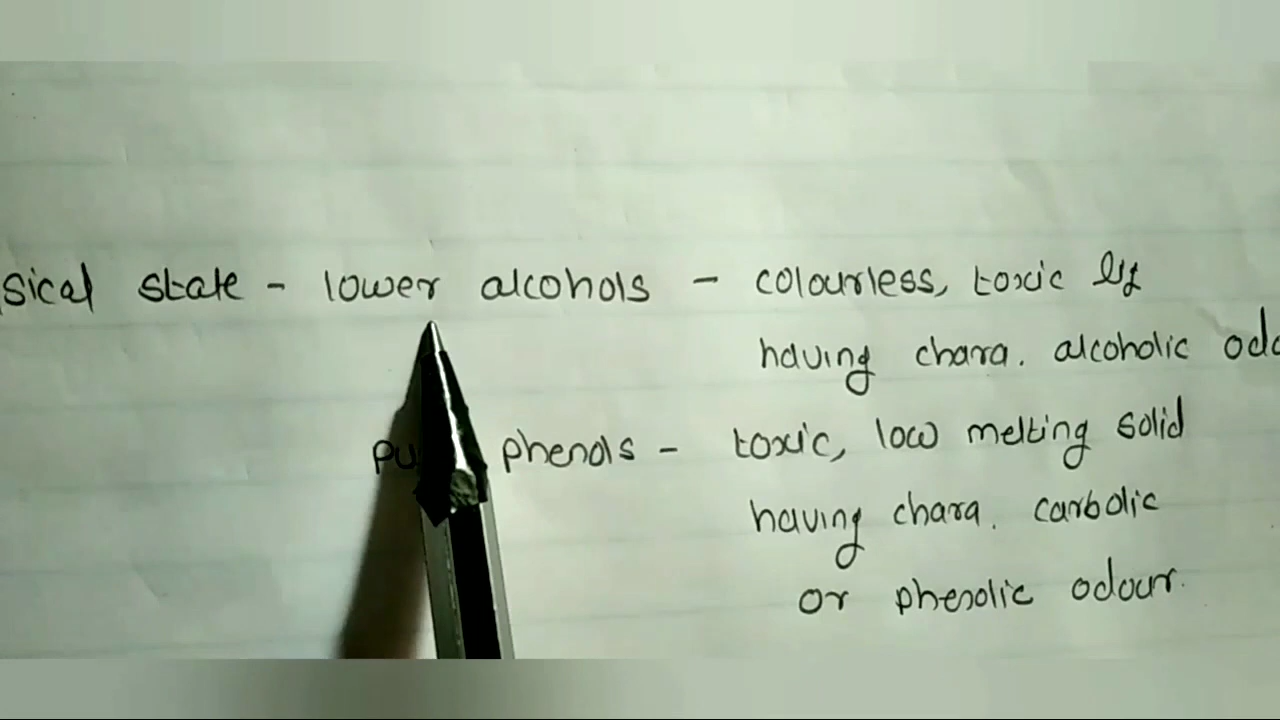 sical state - lower alcohols - colourless, toxic liq
having chara. alcoholic odo
phenols - toxic, low melting solid
having chara. carbolic
or phenolic odour.